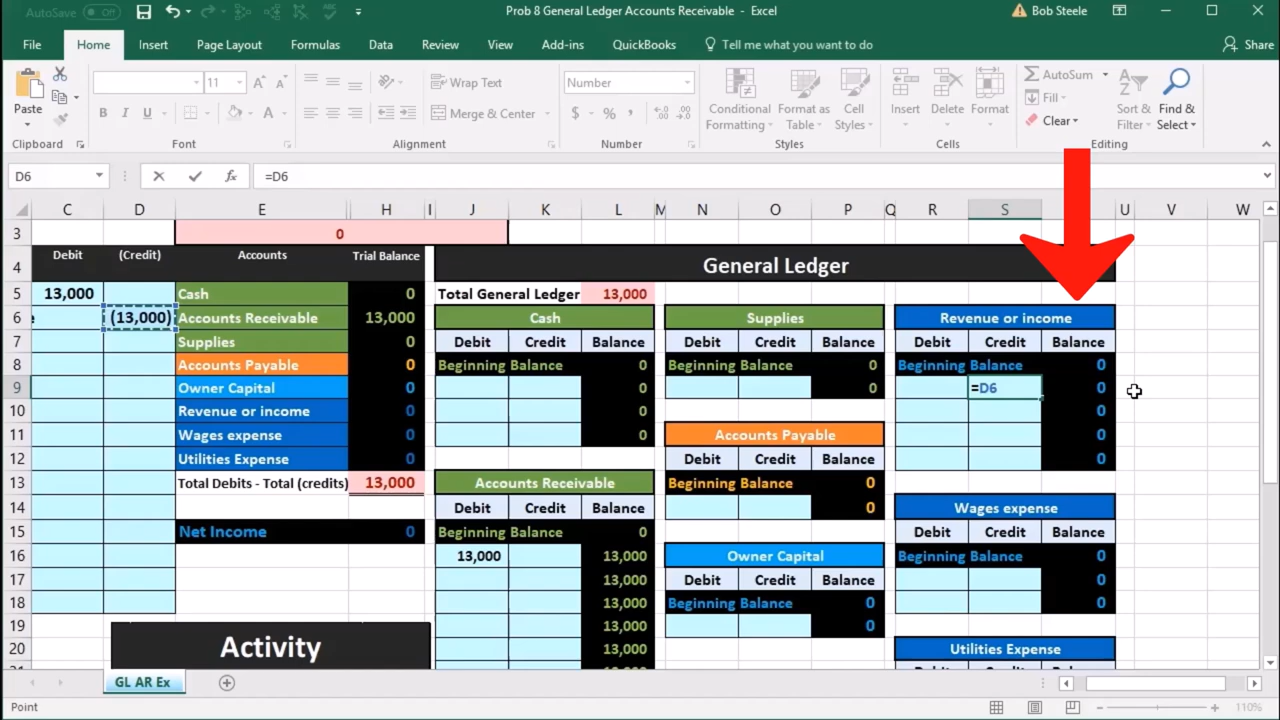 AutoSave Off Prob 8 General Ledger Accounts Receivable - Excel Bob Steele
File Home Insert Page Layout Formulas Data Review View Add-ins QuickBooks Tell me what you want to do Share
Paste 11 A A Wrap Text Number Conditional Formatting Format as Table Cell Styles Insert Delete Format AutoSum Fill Clear Sort & Filter Find & Select
B I U A Merge & Center $ % ,
Clipboard Font Alignment Number Styles Cells Editing
D6 fx =D6
C D E H I J K L M N O P Q R S U V W
3 0
4 Debit (Credit) Accounts Trial Balance General Ledger
5 13,000 Cash 0 Total General Ledger 13,000
6 (13,000) Accounts Receivable 13,000 Cash Supplies Revenue or income
7 Supplies 0 Debit Credit Balance Debit Credit Balance Debit Credit Balance
8 Accounts Payable 0 Beginning Balance 0 Beginning Balance 0 Beginning Balance 0
9 Owner Capital 0 0 0 =D6 0
10 Revenue or income 0 0 0
11 Wages expense 0 0 Accounts Payable 0
12 Utilities Expense 0 Debit Credit Balance 0
13 Total Debits - Total (credits) 13,000 Accounts Receivable Beginning Balance 0
14 Debit Credit Balance 0 Wages expense
15 Net Income 0 Beginning Balance 0 Debit Credit Balance
16 13,000 13,000 Owner Capital Beginning Balance 0
17 13,000 Debit Credit Balance 0
18 13,000 Beginning Balance 0 0
19 13,000 0
20 Activity 13,000 Utilities Expense
GL AR Ex
Point 110%